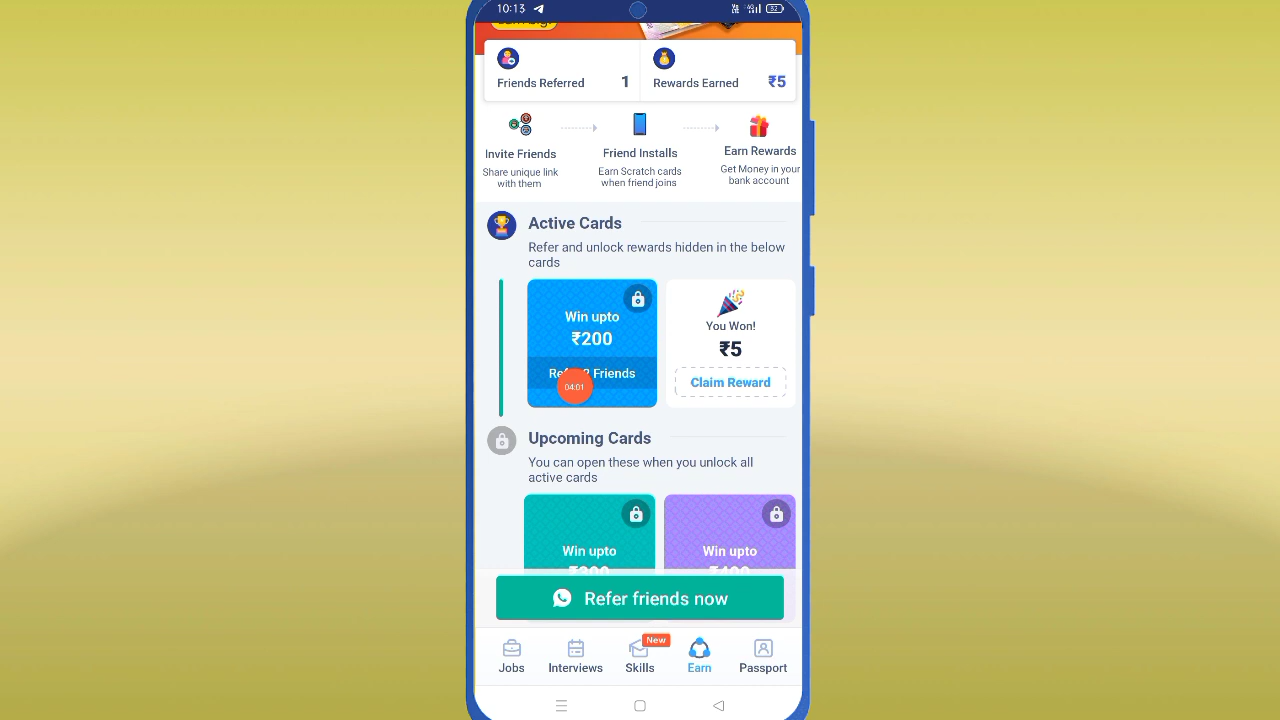 10:13
82
Friends Referred 1
Rewards Earned ₹5
Invite Friends
Share unique link
with them
Friend Installs
Earn Scratch cards
when friend joins
Earn Rewards
Get Money in your
bank account
Active Cards
Refer and unlock rewards hidden in the below
cards
Win upto
₹200
Friends
04:01
You Won!
₹5
Claim Reward
Upcoming Cards
You can open these when you unlock all
active cards
Win upto
Win upto
Refer friends now
Jobs
Interviews
New
Skills
Earn
Passport